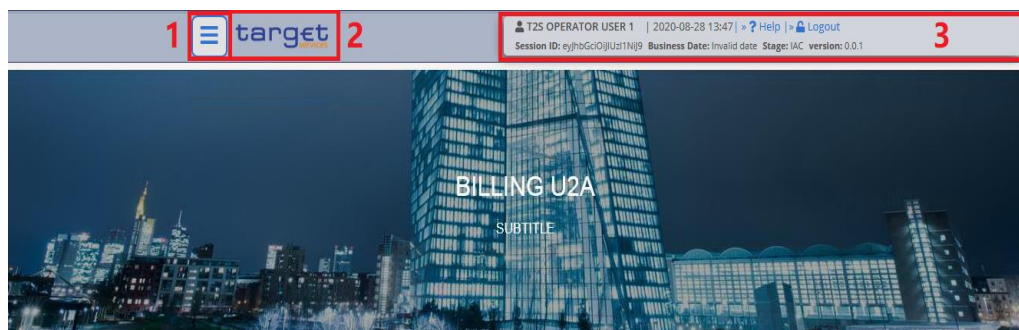 1
target
services
2
T2S OPERATOR USER 1 | 2020-08-28 13:47 | » ? Help | » Logout
Session ID: eyJhbGciOiJIUzI1NiJ9 Business Date: Invalid date Stage: IAC version: 0.0.1
3
BILLING U2A
SUBTITLE